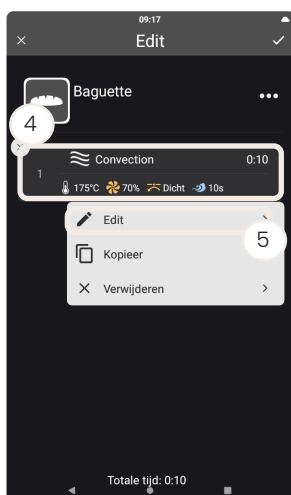 09:17
Edit
Baguette
4
1 Convection 0:10
175°C 70% Dicht 10s
Edit
5
Kopieer
Verwijderen
Totale tijd: 0:10